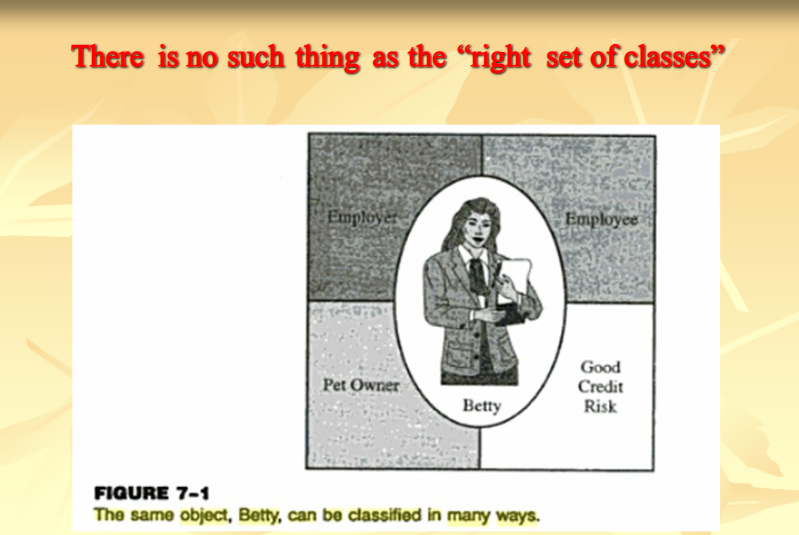 There is no such thing as the “right set of classes”
Employer
Employee
Pet Owner
Good
Credit
Risk
Betty
FIGURE 7–1
The same object, Betty, can be classified in many ways.